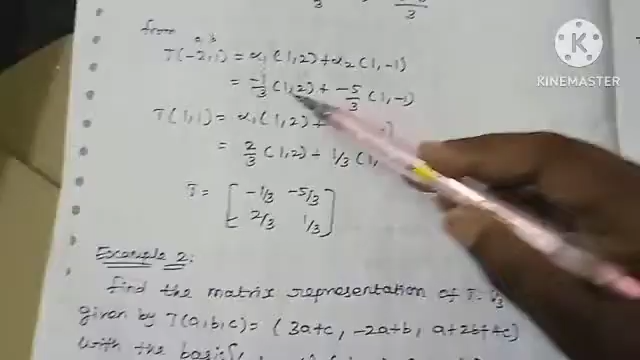 3
3
from a, b
T(-2,1) = α₁(1,2) + α₂(1,-1)
= -1/3 (1,2) + -5/3 (1,-1)
T(1,1) = α₁(1,2) +
= 2/3 (1,2) + 1/3 (1,
T = [ -1/3 -5/3
2/3 1/3 ]
Example 2:
Find the matrix representation of T:
given by T(a,b,c) = (3a+c, -2a+b, a+2b+4c)
with the basis
KINEMASTER